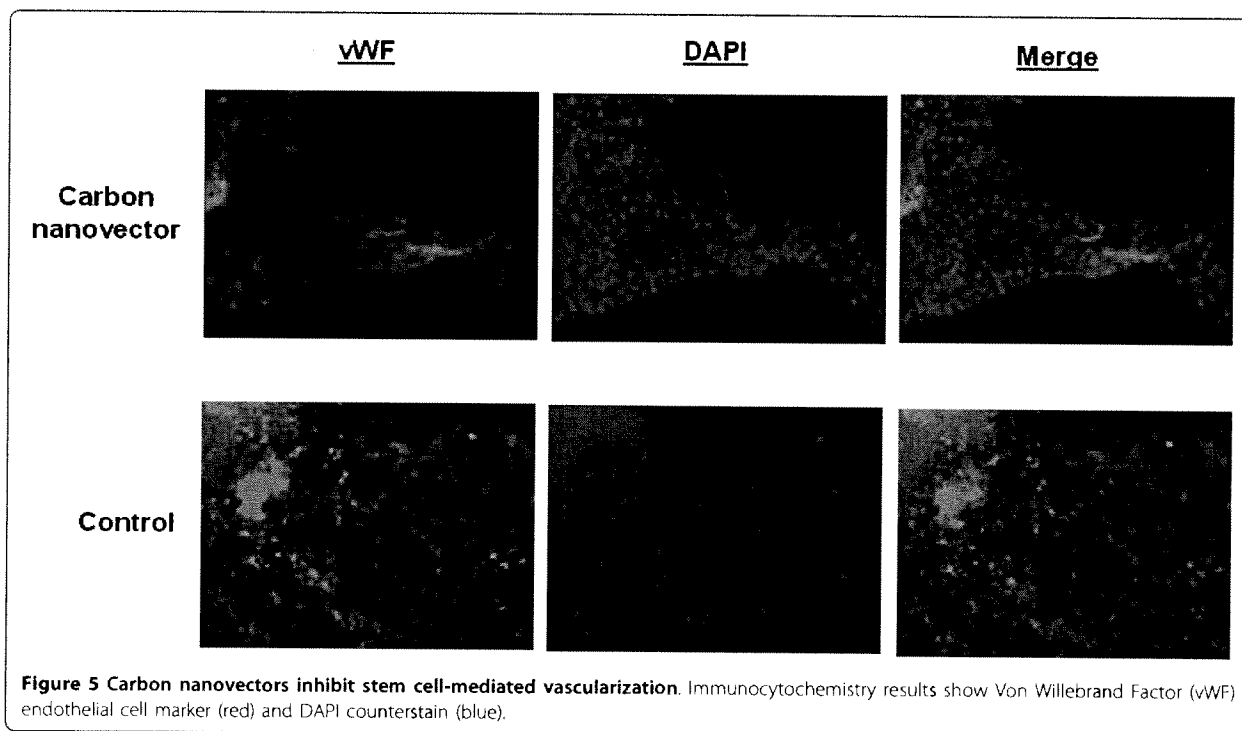 vWF DAPI Merge
Carbon
nanovector
Control
Figure 5 Carbon nanovectors inhibit stem cell-mediated vascularization. Immunocytochemistry results show Von Willebrand Factor (vWF)
endothelial cell marker (red) and DAPI counterstain (blue).